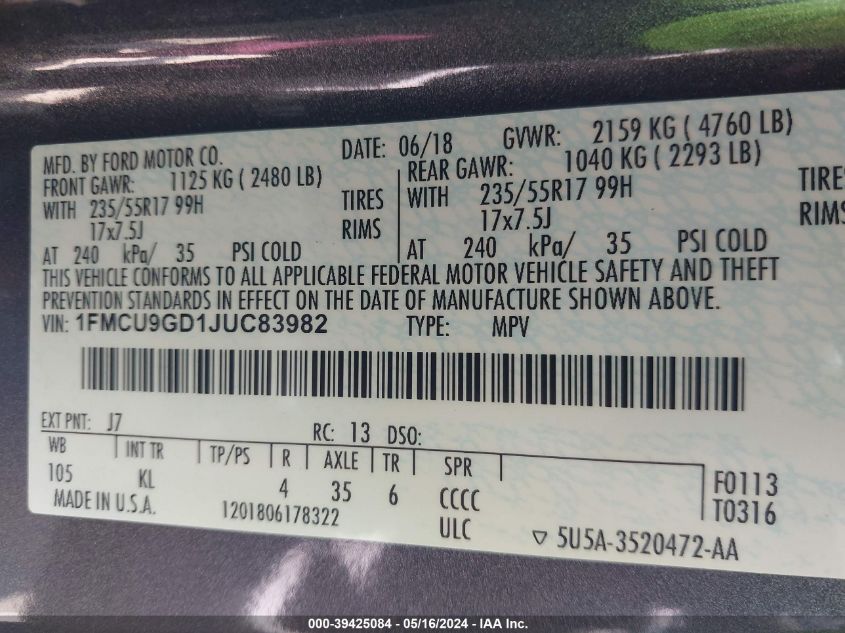 MFD. BY FORD MOTOR CO. DATE: 06/18 GVWR: 2159 KG ( 4760 LB)
FRONT GAWR: 1125 KG ( 2480 LB) REAR GAWR: 1040 KG ( 2293 LB)
WITH 235/55R17 99H TIRES WITH 235/55R17 99H TIRE
17x7.5J RIMS 17x7.5J RIMS
AT 240 kPa/ 35 PSI COLD AT 240 kPa/ 35 PSI COLD
THIS VEHICLE CONFORMS TO ALL APPLICABLE FEDERAL MOTOR VEHICLE SAFETY AND THEFT
PREVENTION STANDARDS IN EFFECT ON THE DATE OF MANUFACTURE SHOWN ABOVE.
VIN: 1FMCU9GD1JUC83982 TYPE: MPV
EXT PNT: J7 RC: 13 DSO:
WB INT TR TP/PS R AXLE TR SPR
105 KL 4 35 6 CCCC F0113
MADE IN U.S.A. 1201806178322 ULC T0316
5U5A-3520472-AA
000-39425084 - 05/16/2024 - IAA Inc.